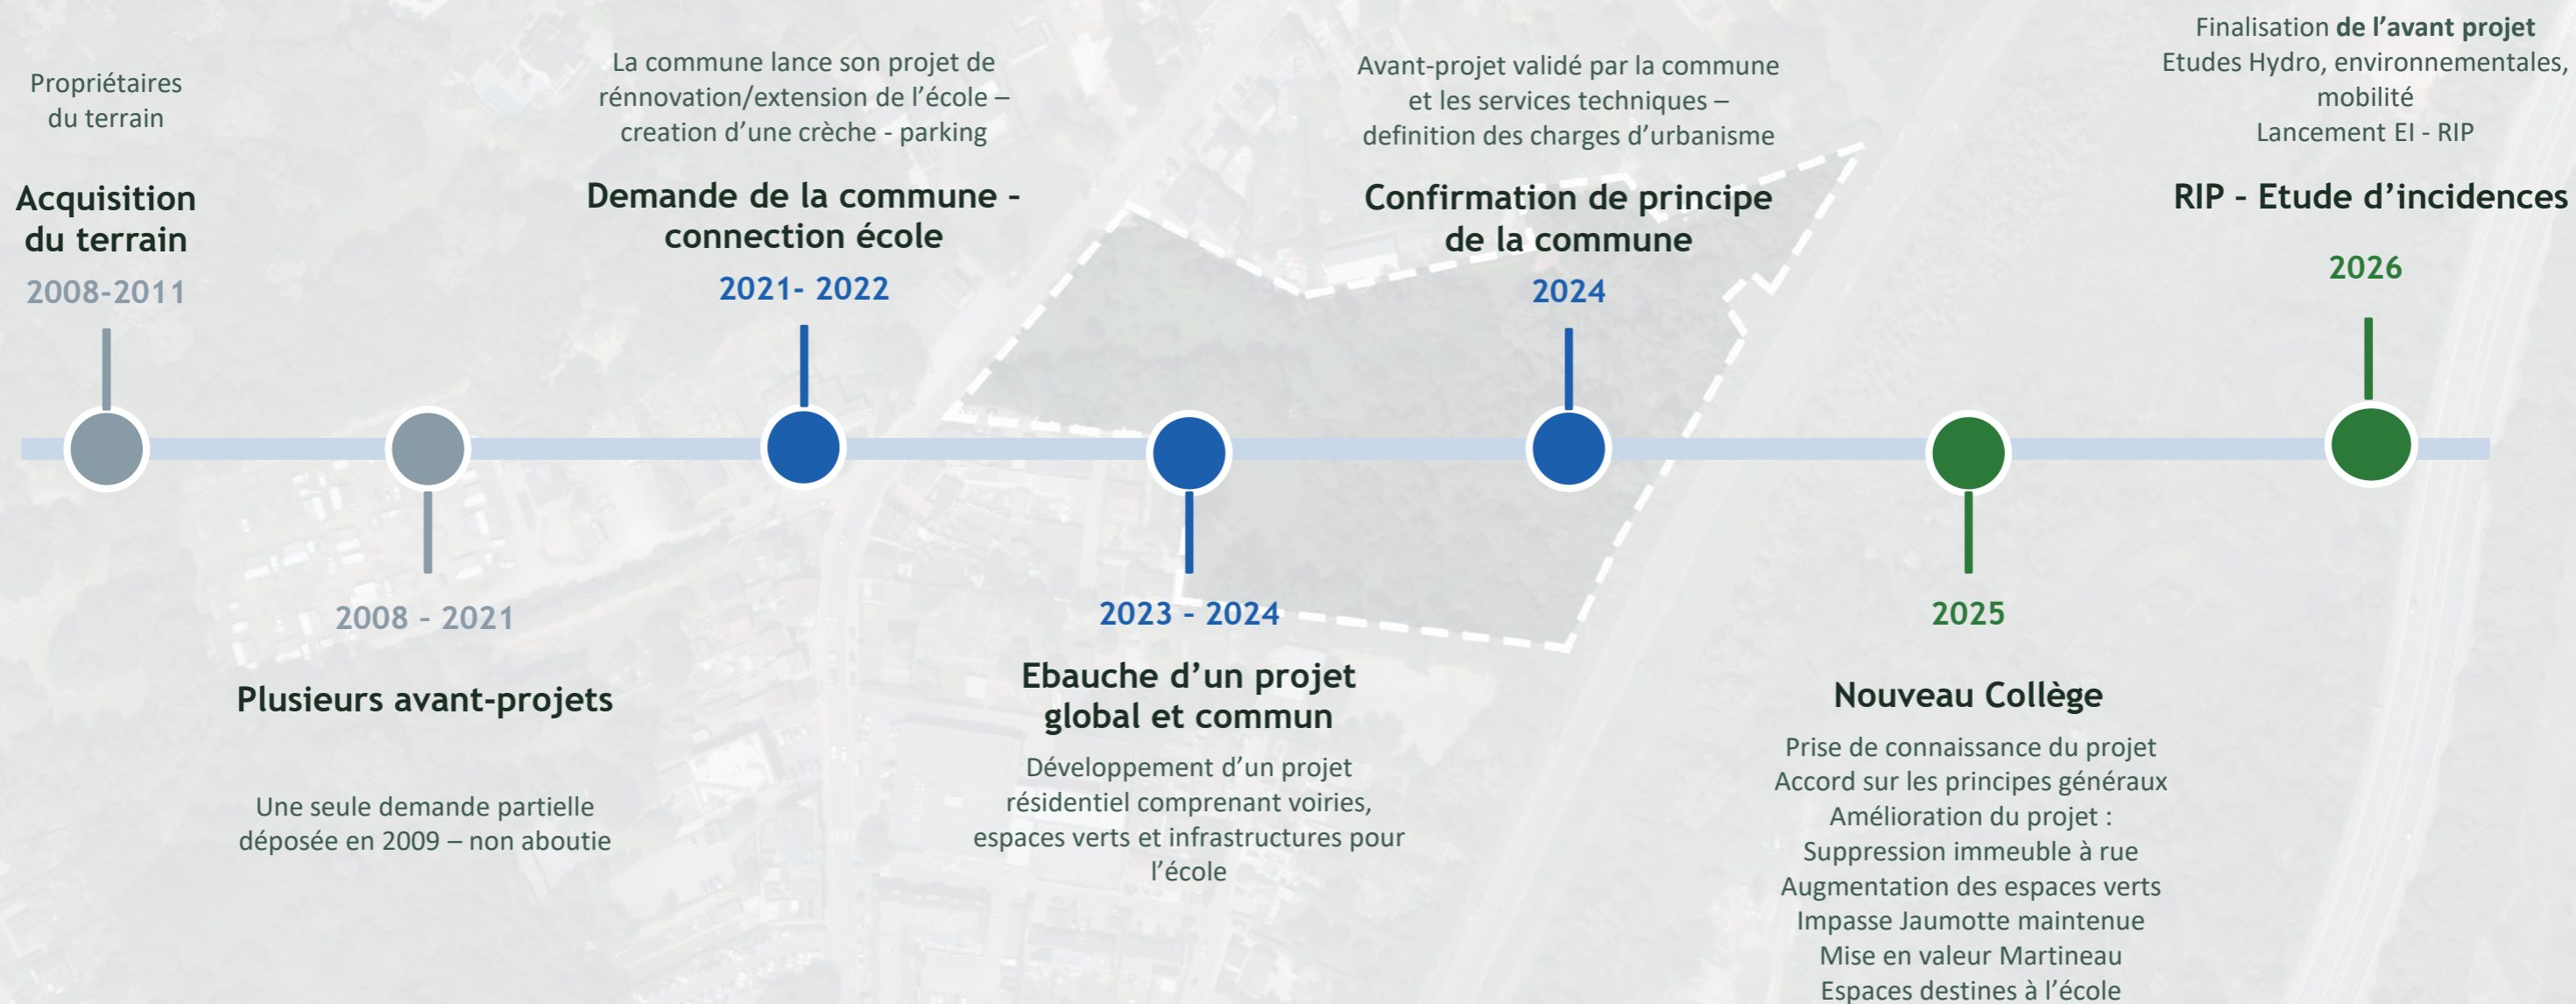 Propriétaires
du terrain
Acquisition
du terrain
2008-2011
2008 - 2021
Plusieurs avant-projets
Une seule demande partielle
déposée en 2009 – non aboutie
La commune lance son projet de
rénnovation/extension de l’école –
creation d’une crèche - parking
Demande de la commune -
connection école
2021- 2022
2023 - 2024
Ebauche d’un projet
global et commun
Développement d’un projet
résidentiel comprenant voiries,
espaces verts et infrastructures pour
l’école
Avant-projet validé par la commune
et les services techniques –
definition des charges d’urbanisme
Confirmation de principe
de la commune
2024
2025
Nouveau Collège
Prise de connaissance du projet
Accord sur les principes généraux
Amélioration du projet :
Suppression immeuble à rue
Augmentation des espaces verts
Impasse Jaumotte maintenue
Mise en valeur Martineau
Espaces destines à l’école
Finalisation de l’avant projet
Etudes Hydro, environnementales,
mobilité
Lancement EI - RIP
RIP - Etude d’incidences
2026